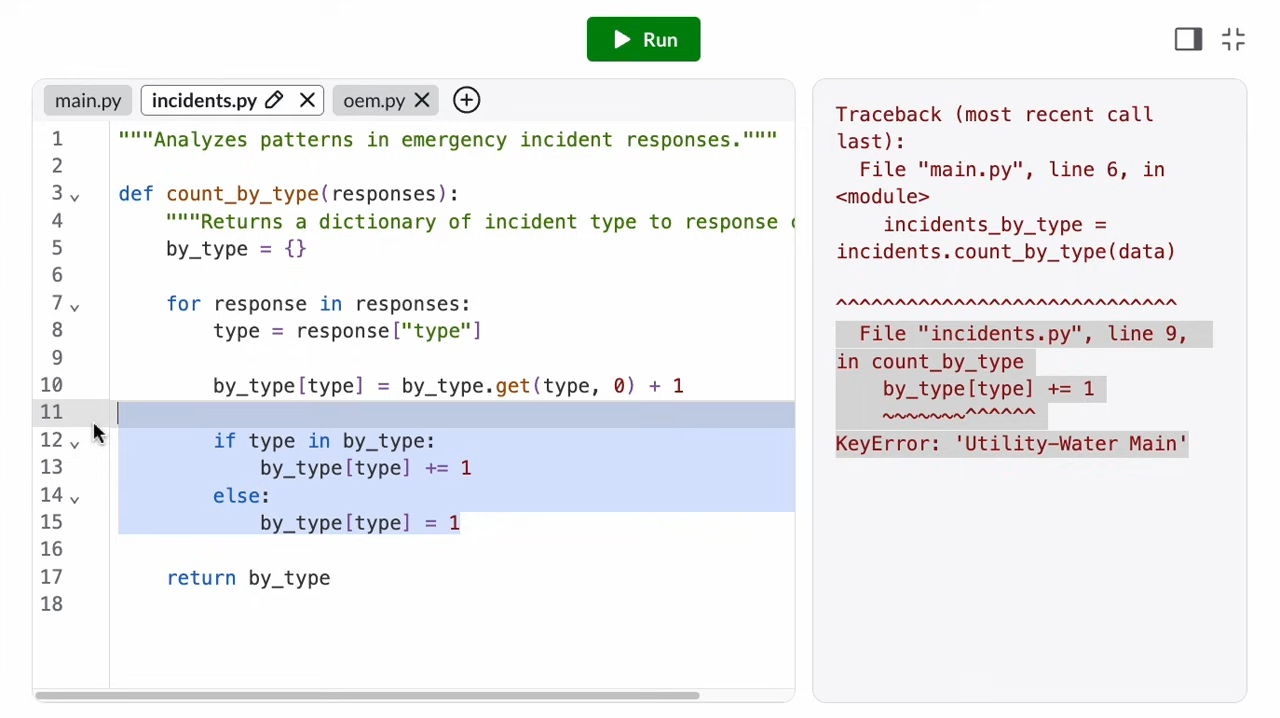 Run
main.py incidents.py oem.py
1 """Analyzes patterns in emergency incident responses."""
2
3 def count_by_type(responses):
4 """Returns a dictionary of incident type to response
5 by_type = {}
6
7 for response in responses:
8 type = response["type"]
9
10 by_type[type] = by_type.get(type, 0) + 1
11
12 if type in by_type:
13 by_type[type] += 1
14 else:
15 by_type[type] = 1
16
17 return by_type
18
Traceback (most recent call
last):
File "main.py", line 6, in
<module>
incidents_by_type =
incidents.count_by_type(data)
^^^^^^^^^^^^^^^^^^^^^^^^^^^^^
File "incidents.py", line 9,
in count_by_type
by_type[type] += 1
~~~~~~~^^^^^^
KeyError: 'Utility-Water Main'